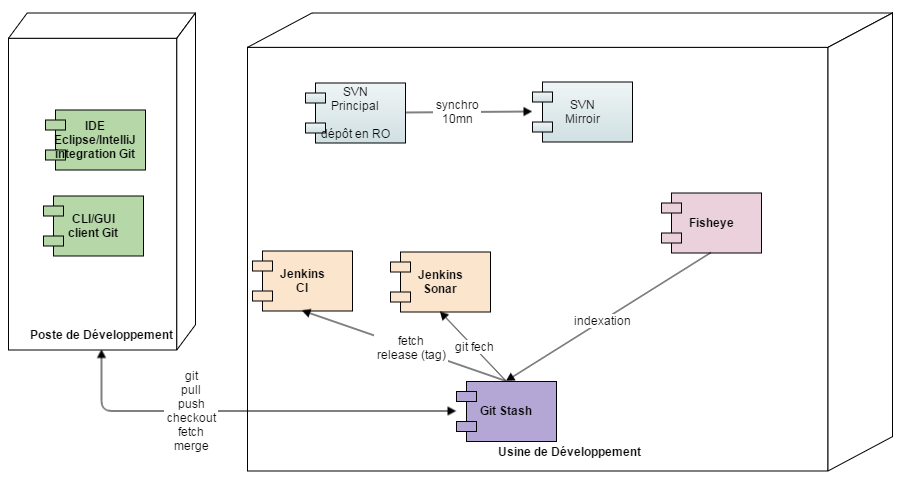 IDE
Eclipse/IntelliJ
Integration Git
CLI/GUI
client Git
Poste de Développement
git
pull
push
checkout
fetch
merge
SVN
Principal
dépôt en RO
synchro
10mn
SVN
Mirroir
Fisheye
Jenkins
CI
Jenkins
Sonar
indexation
fetch
release (tag)
git fech
Git Stash
Usine de Développement